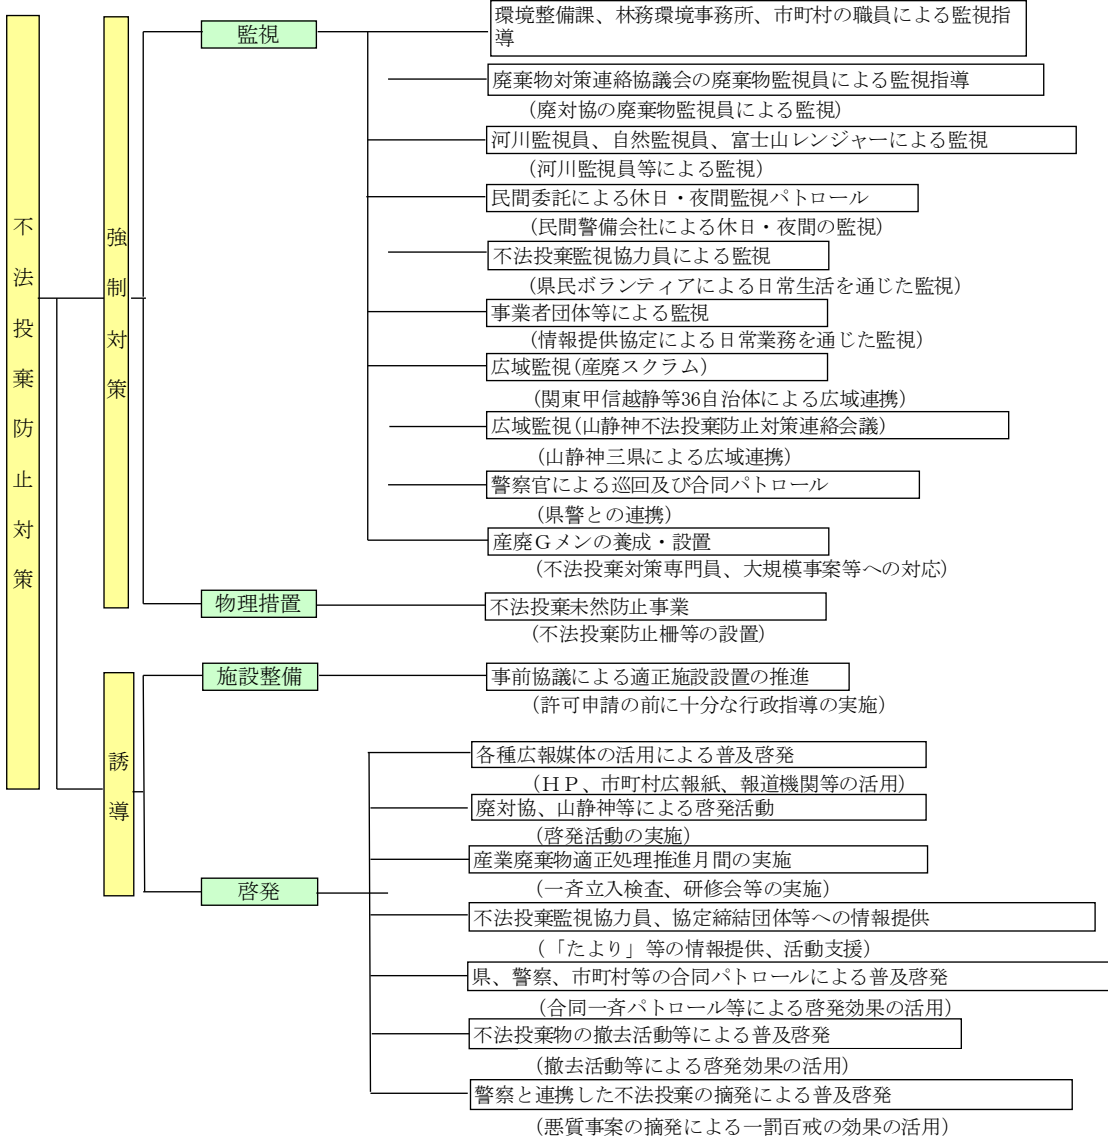 不法投棄防止対策
強制対策
監視
環境整備課、林務環境事務所、市町村の職員による監視指
導
廃棄物対策連絡協議会の廃棄物監視員による監視指導
(廃対協の廃棄物監視員による監視)
河川監視員、自然監視員、富士山レンジャーによる監視
(河川監視員等による監視)
民間委託による休日・夜間監視パトロール
(民間警備会社による休日・夜間の監視)
不法投棄監視協力員による監視
(県民ボランティアによる日常生活を通じた監視)
事業者団体等による監視
(情報提供協定による日常業務を通じた監視)
広域監視(産廃スクラム)
(関東甲信越静等36自治体による広域連携)
広域監視(山静神不法投棄防止対策連絡会議)
(山静神三県による広域連携)
警察官による巡回及び合同パトロール
(県警との連携)
産廃Gメンの養成・設置
(不法投棄対策専門員、大規模事案等への対応)
物理措置
不法投棄未然防止事業
(不法投棄防止柵等の設置)
誘導
施設整備
事前協議による適正施設設置の推進
(許可申請の前に十分な行政指導の実施)
啓発
各種広報媒体の活用による普及啓発
(HP、市町村広報紙、報道機関等の活用)
廃対協、山静神等による啓発活動
(啓発活動の実施)
産業廃棄物適正処理推進月間の実施
(一斉立入検査、研修会等の実施)
不法投棄監視協力員、協定締結団体等への情報提供
(「たより」等の情報提供、活動支援)
県、警察、市町村等の合同パトロールによる普及啓発
(合同一斉パトロール等による啓発効果の活用)
不法投棄物の撤去活動等による普及啓発
(撤去活動等による啓発効果の活用)
警察と連携した不法投棄の摘発による普及啓発
(悪質事案の摘発による一罰百戒の効果の活用)